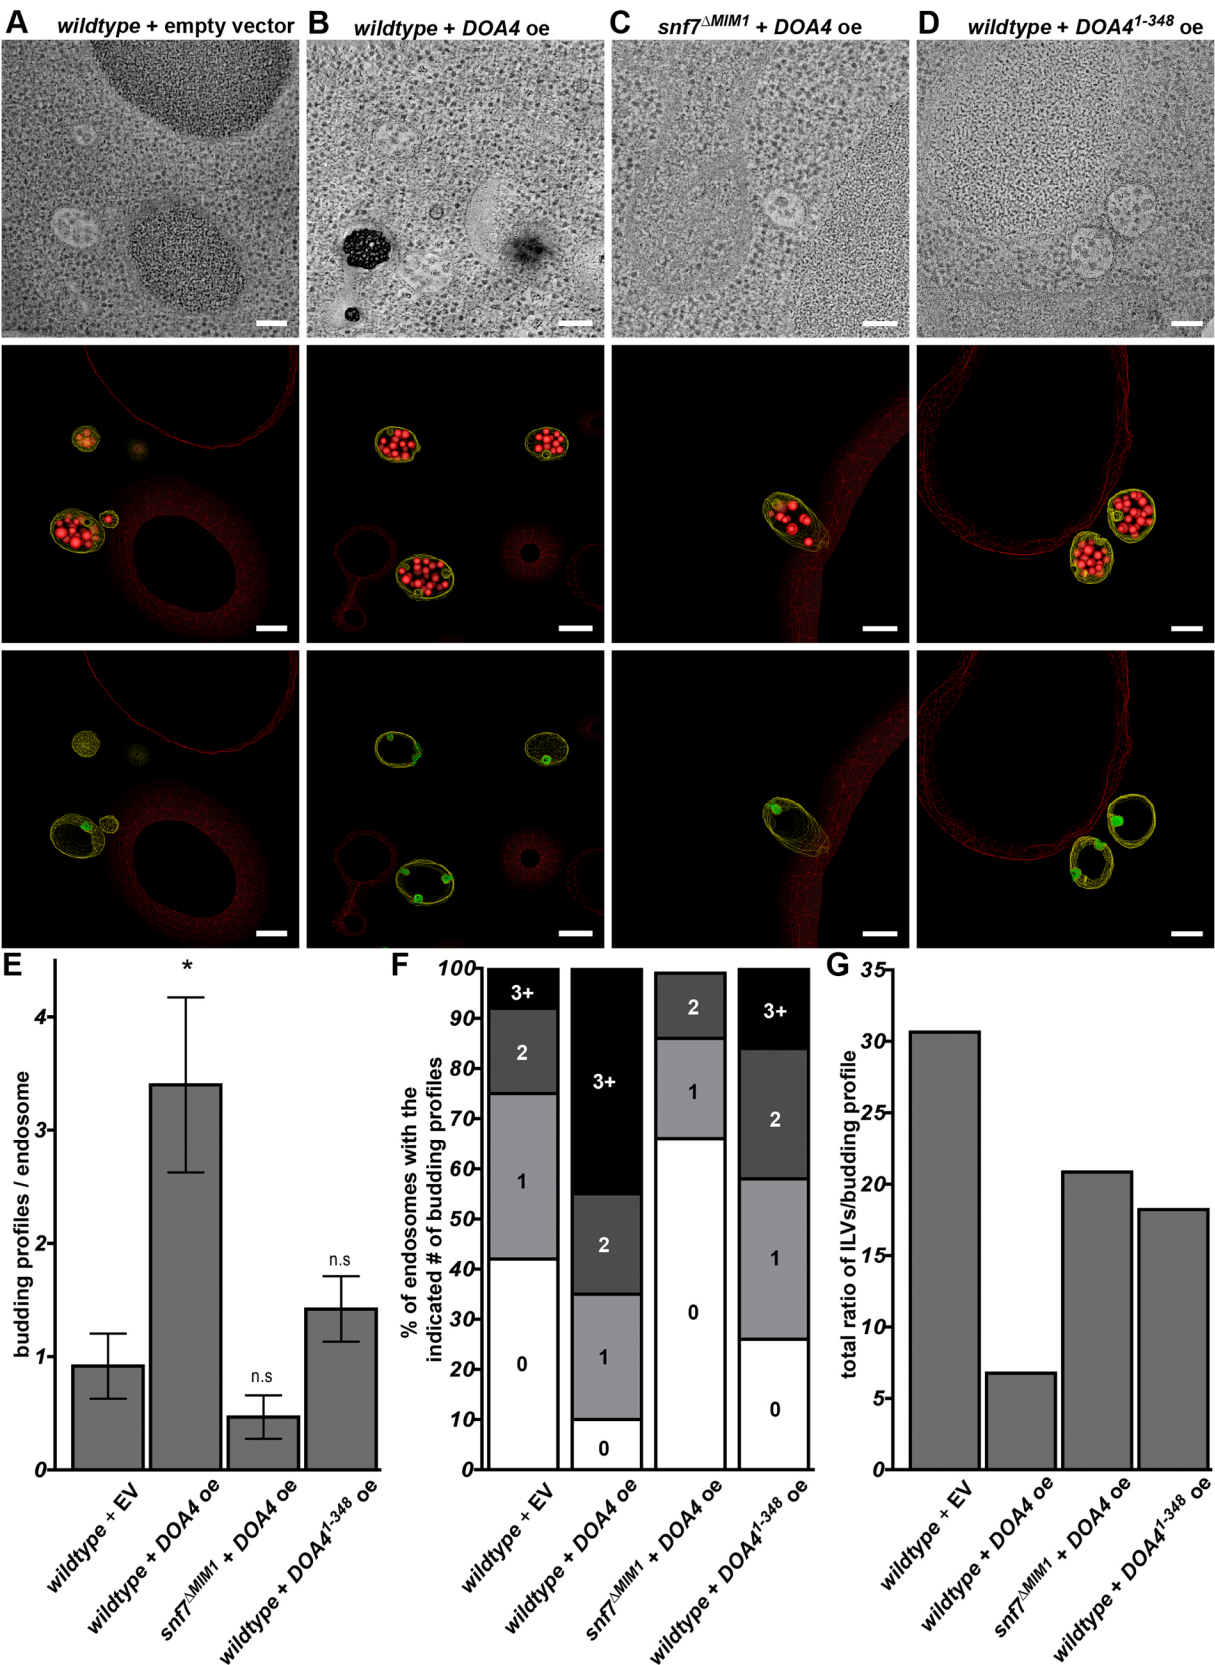 A wildtype + empty vector
B wildtype + DOA4 oe
C snf7ΔMIM1 + DOA4 oe
D wildtype + DOA41-348 oe
E
budding profiles / endosome
4
3
2
1
0
*
n.s
n.s
wildtype + EV
wildtype + DOA4 oe
snf7ΔMIM1 + DOA4 oe
wildtype + DOA41-348 oe
F
% of endosomes with the
indicated # of budding profiles
100
90
80
70
60
50
40
30
20
10
0
3+
2
1
0
3+
2
1
0
2
1
0
3+
2
1
0
wildtype + EV
wildtype + DOA4 oe
snf7ΔMIM1 + DOA4 oe
wildtype + DOA41-348 oe
G
total ratio of ILVs/budding profile
35
30
25
20
15
10
5
0
wildtype + EV
wildtype + DOA4 oe
snf7ΔMIM1 + DOA4 oe
wildtype + DOA41-348 oe